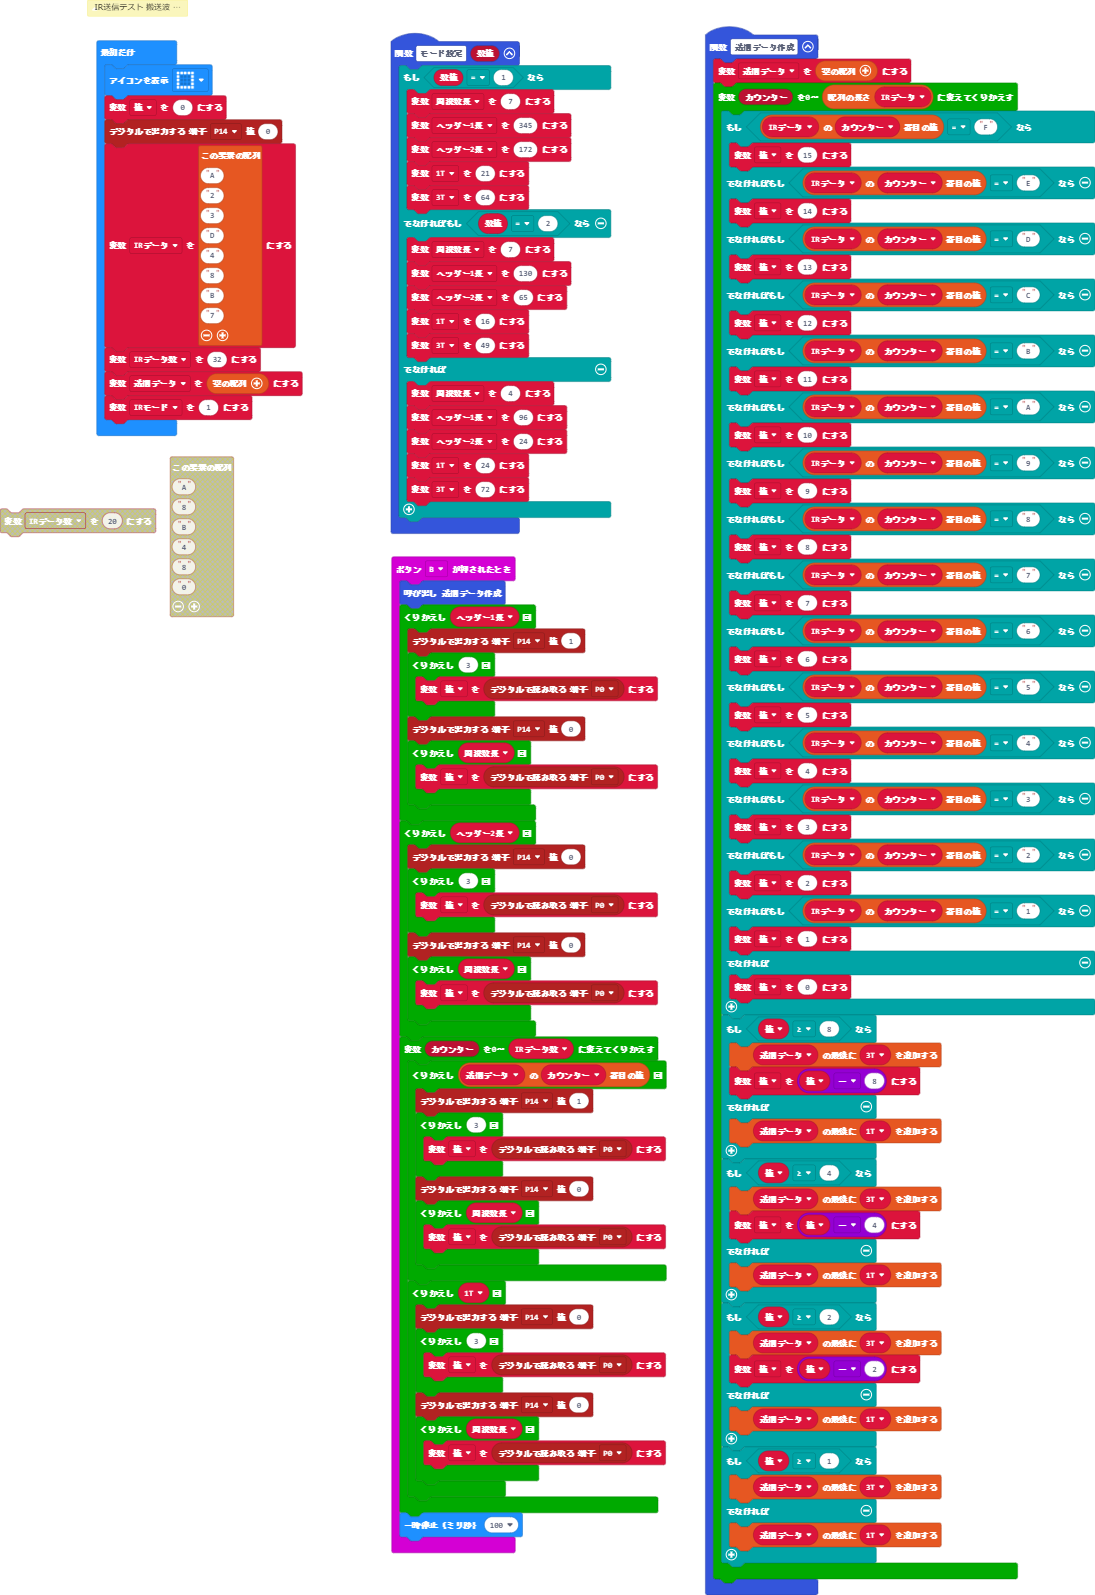 IR送信テスト 搬送波 …
最初だけ
アイコンを表示
変数 値 を 0 にする
デジタルで出力する 端子 P14 値 0
この要素の配列
"A"
"2"
"3"
"D"
変数 IRデータ を にする
"4"
"8"
"B"
"7"
変数 IRデータ数 を 32 にする
変数 送信データ を 空の配列 にする
変数 IRモード を 1 にする
この要素の配列
"A"
"8"
"B"
"4"
"8"
"0"
変数 IRデータ数 を 20 にする
関数 モード設定 数値
もし 数値 = 1 なら
変数 周波数長 を 7 にする
変数 ヘッダー1長 を 345 にする
変数 ヘッダー2長 を 172 にする
変数 1T を 21 にする
変数 3T を 64 にする
でなければもし 数値 = 2 なら
変数 周波数長 を 7 にする
変数 ヘッダー1長 を 130 にする
変数 ヘッダー2長 を 65 にする
変数 1T を 16 にする
変数 3T を 49 にする
でなければ
変数 周波数長 を 4 にする
変数 ヘッダー1長 を 96 にする
変数 ヘッダー2長 を 24 にする
変数 1T を 24 にする
変数 3T を 72 にする
ボタン B が押されたとき
呼び出し 送信データ作成
くりかえし ヘッダー1長 回
デジタルで出力する 端子 P14 値 1
くりかえし 3 回
変数 値 を デジタルで読み取る 端子 P0 にする
デジタルで出力する 端子 P14 値 0
くりかえし 周波数長 回
変数 値 を デジタルで読み取る 端子 P0 にする
くりかえし ヘッダー2長 回
デジタルで出力する 端子 P14 値 0
くりかえし 3 回
変数 値 を デジタルで読み取る 端子 P0 にする
デジタルで出力する 端子 P14 値 0
くりかえし 周波数長 回
変数 値 を デジタルで読み取る 端子 P0 にする
変数 カウンター を0~ IRデータ数 に変えてくりかえす
くりかえし 送信データ の カウンター 番目の値 回
デジタルで出力する 端子 P14 値 1
くりかえし 3 回
変数 値 を デジタルで読み取る 端子 P0 にする
デジタルで出力する 端子 P14 値 0
くりかえし 周波数長 回
変数 値 を デジタルで読み取る 端子 P0 にする
くりかえし 1T 回
デジタルで出力する 端子 P14 値 0
くりかえし 3 回
変数 値 を デジタルで読み取る 端子 P0 にする
デジタルで出力する 端子 P14 値 0
くりかえし 周波数長 回
変数 値 を デジタルで読み取る 端子 P0 にする
一時停止(ミリ秒) 100
関数 送信データ作成
変数 送信データ を 空の配列 にする
変数 カウンター を0~ 配列の長さ IRデータ に変えてくりかえす
もし IRデータ の カウンター 番目の値 = "F" なら
変数 値 を 15 にする
でなければもし IRデータ の カウンター 番目の値 = "E" なら
変数 値 を 14 にする
でなければもし IRデータ の カウンター 番目の値 = "D" なら
変数 値 を 13 にする
でなければもし IRデータ の カウンター 番目の値 = "C" なら
変数 値 を 12 にする
でなければもし IRデータ の カウンター 番目の値 = "B" なら
変数 値 を 11 にする
でなければもし IRデータ の カウンター 番目の値 = "A" なら
変数 値 を 10 にする
でなければもし IRデータ の カウンター 番目の値 = "9" なら
変数 値 を 9 にする
でなければもし IRデータ の カウンター 番目の値 = "8" なら
変数 値 を 8 にする
でなければもし IRデータ の カウンター 番目の値 = "7" なら
変数 値 を 7 にする
でなければもし IRデータ の カウンター 番目の値 = "6" なら
変数 値 を 6 にする
でなければもし IRデータ の カウンター 番目の値 = "5" なら
変数 値 を 5 にする
でなければもし IRデータ の カウンター 番目の値 = "4" なら
変数 値 を 4 にする
でなければもし IRデータ の カウンター 番目の値 = "3" なら
変数 値 を 3 にする
でなければもし IRデータ の カウンター 番目の値 = "2" なら
変数 値 を 2 にする
でなければもし IRデータ の カウンター 番目の値 = "1" なら
変数 値 を 1 にする
でなければ
変数 値 を 0 にする
もし 値 ≥ 8 なら
送信データ の最後に 3T を追加する
変数 値 を 値 − 8 にする
でなければ
送信データ の最後に 1T を追加する
もし 値 ≥ 4 なら
送信データ の最後に 3T を追加する
変数 値 を 値 − 4 にする
でなければ
送信データ の最後に 1T を追加する
もし 値 ≥ 2 なら
送信データ の最後に 3T を追加する
変数 値 を 値 − 2 にする
でなければ
送信データ の最後に 1T を追加する
もし 値 ≥ 1 なら
送信データ の最後に 3T を追加する
でなければ
送信データ の最後に 1T を追加する